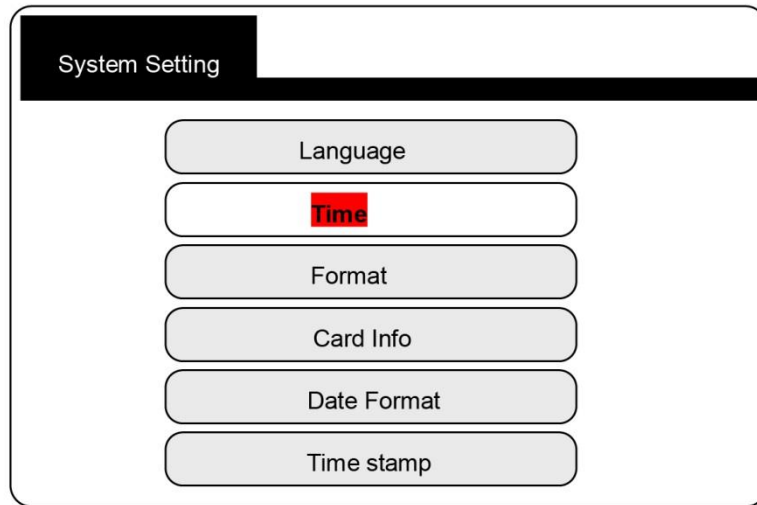 System Setting
Language
Time
Format
Card Info
Date Format
Time stamp